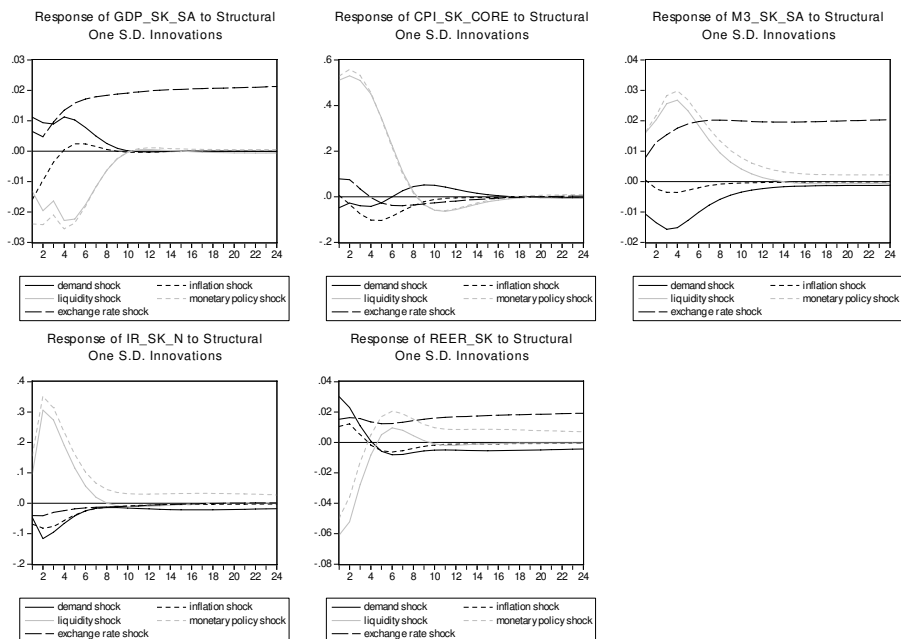 Response of GDP_SK_SA to Structural
One S.D. Innovations
.03
.02
.01
.00
-.01
-.02
-.03
2 4 6 8 10 12 14 16 18 20 22 24
demand shock inflation shock
liquidity shock monetary policy shock
exchange rate shock
Response of CPI_SK_CORE to Structural
One S.D. Innovations
.6
.4
.2
.0
-.2
2 4 6 8 10 12 14 16 18 20 22 24
demand shock inflation shock
liquidity shock monetary policy shock
exchange rate shock
Response of M3_SK_SA to Structural
One S.D. Innovations
.04
.03
.02
.01
.00
-.01
-.02
2 4 6 8 10 12 14 16 18 20 22 24
demand shock inflation shock
liquidity shock monetary policy shock
exchange rate shock
Response of IR_SK_N to Structural
One S.D. Innovations
.4
.3
.2
.1
.0
-.1
-.2
2 4 6 8 10 12 14 16 18 20 22 24
demand shock inflation shock
liquidity shock monetary policy shock
exchange rate shock
Response of REER_SK to Structural
One S.D. Innovations
.04
.02
.00
-.02
-.04
-.06
-.08
2 4 6 8 10 12 14 16 18 20 22 24
demand shock inflation shock
liquidity shock monetary policy shock
exchange rate shock